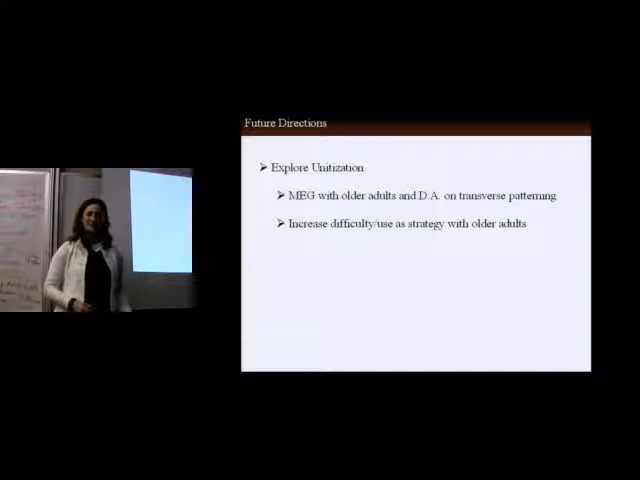 Future Directions
➢ Explore Unitization
➢ MEG with older adults and D.A. on transverse patterning
➢ Increase difficulty/use as strategy with older adults